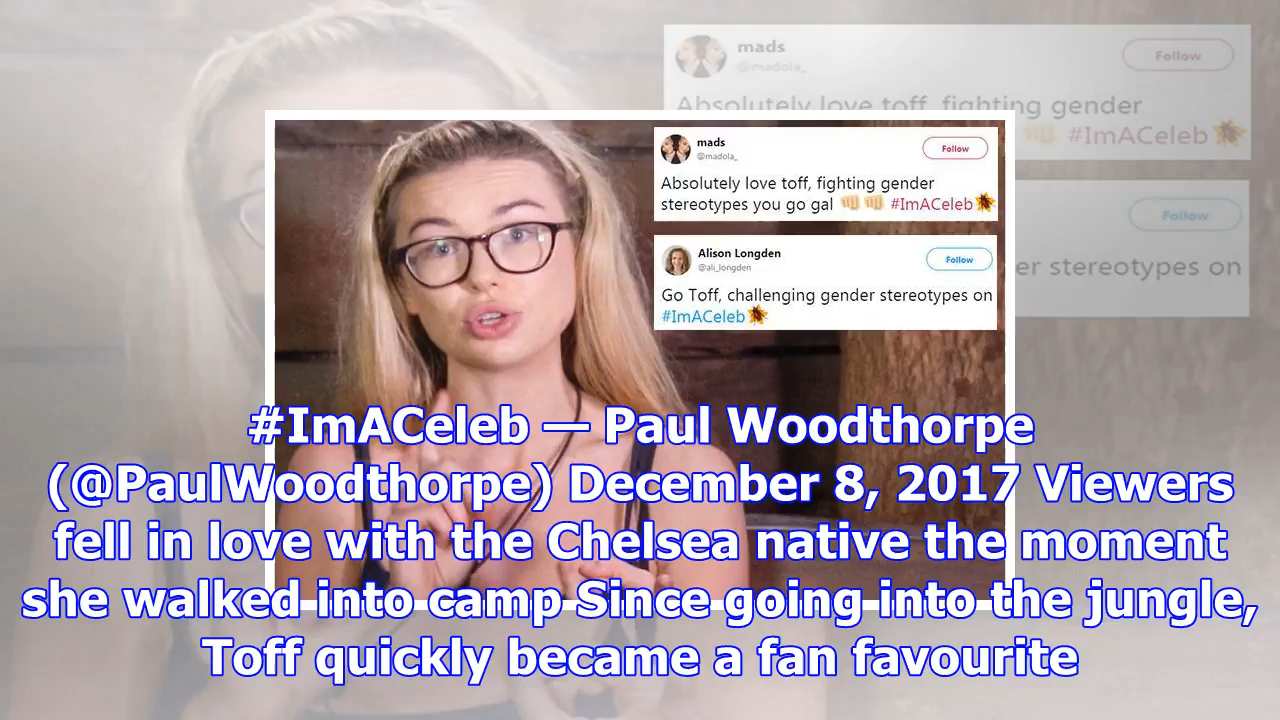 mads
@madola_
Follow
Absolutely love toff, fighting gender
#ImACeleb
Follow
er stereotypes on
mads
@madola_
Follow
Absolutely love toff, fighting gender
stereotypes you go gal 👊🏻👊🏻 #ImACeleb
Alison Longden
@ali_longden
Follow
Go Toff, challenging gender stereotypes on
#ImACeleb
#ImACeleb — Paul Woodthorpe
(@PaulWoodthorpe) December 8, 2017 Viewers
fell in love with the Chelsea native the moment
she walked into camp Since going into the jungle,
Toff quickly became a fan favourite